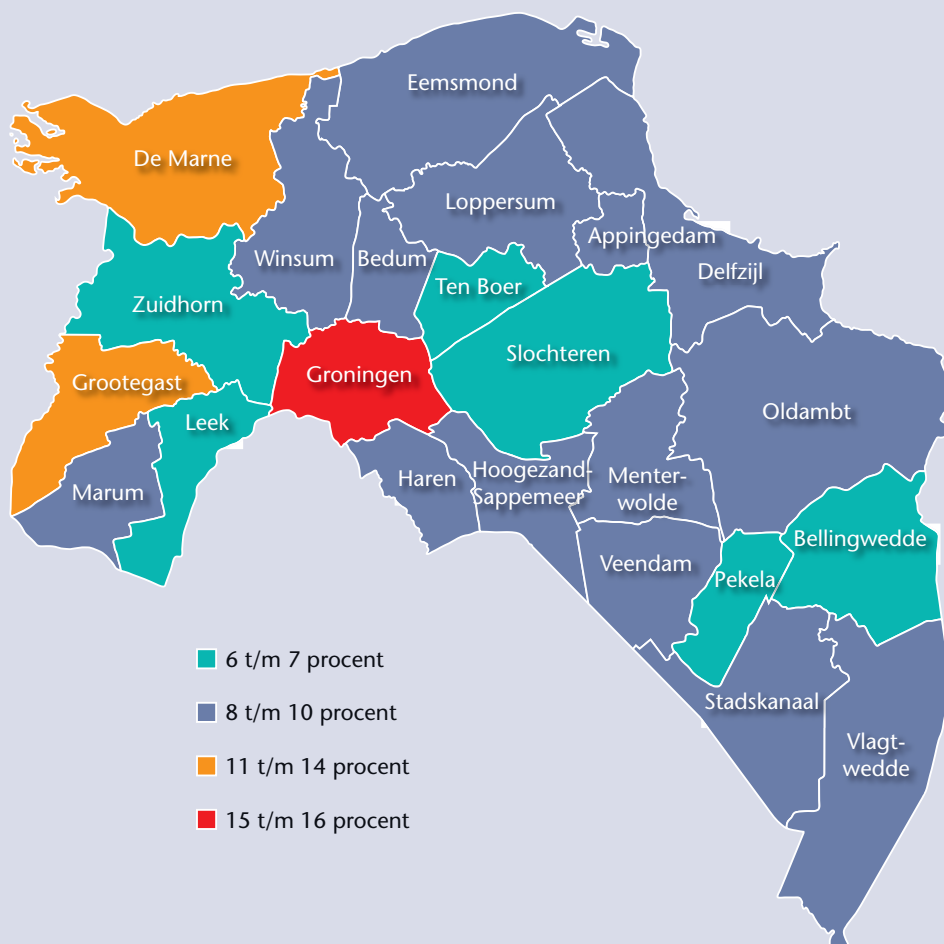 Eemsmond
De Marne
Loppersum
Appingedam
Winsum
Bedum
Delfzijl
Ten Boer
Zuidhorn
Slochteren
Groningen
Grootegast
Oldambt
Leek
Haren
Hoogezand-
Sappemeer
Menter-
wolde
Marum
Bellingwedde
Veendam
Pekela
6 t/m 7 procent
Stadskanaal
8 t/m 10 procent
Vlagt-
wedde
11 t/m 14 procent
15 t/m 16 procent